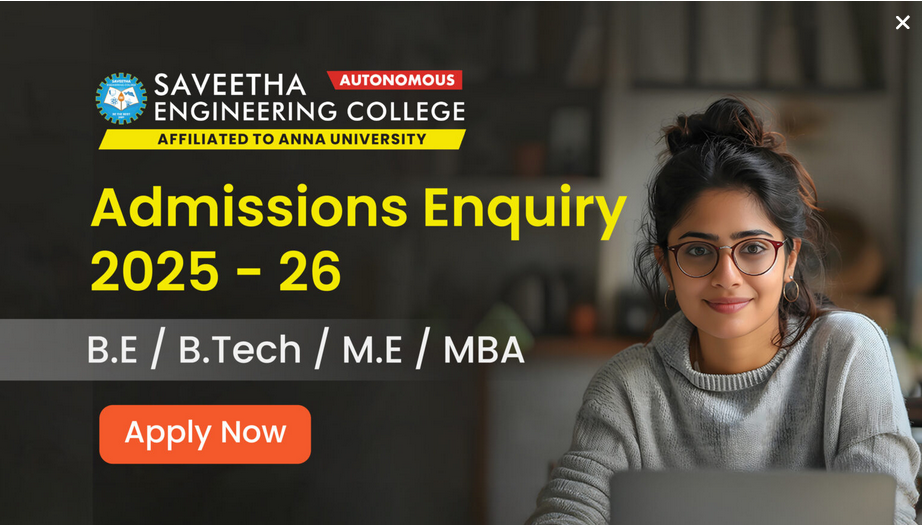 SAVEETHA AUTONOMOUS
ENGINEERING COLLEGE
AFFILIATED TO ANNA UNIVERSITY
Admissions Enquiry
2025 - 26
B.E / B.Tech / M.E / MBA
Apply Now